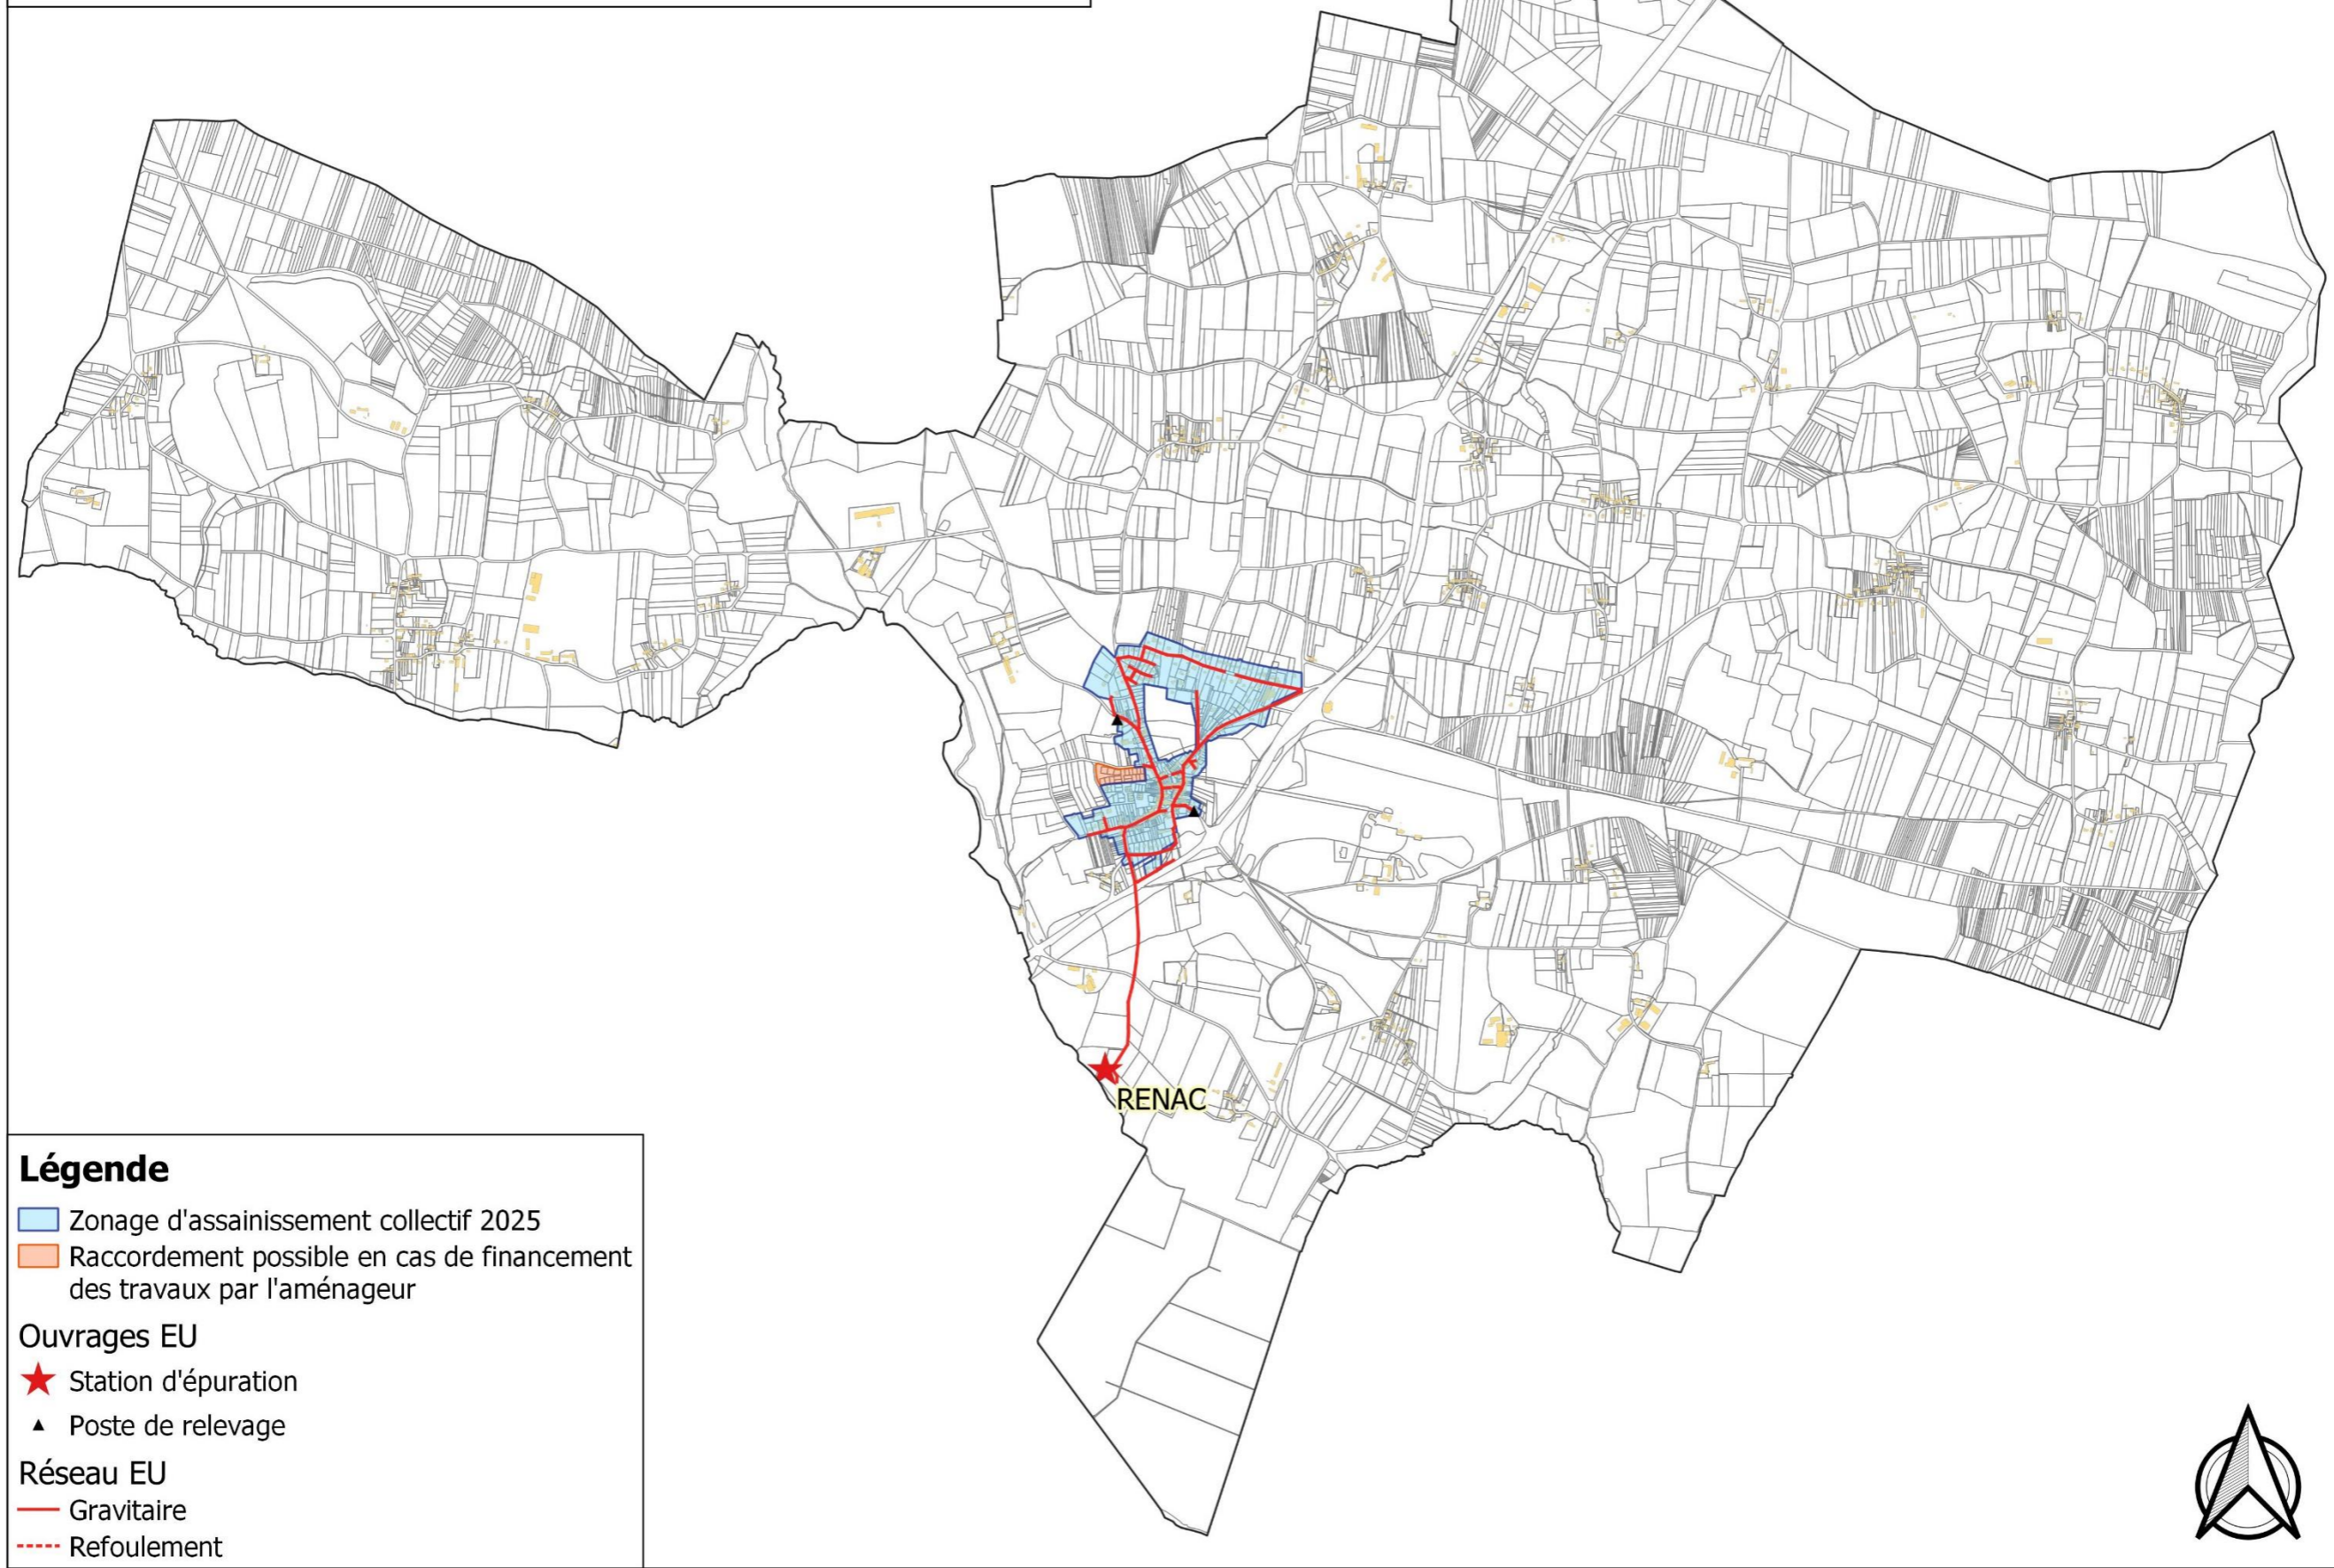 RENAC
Légende
Zonage d'assainissement collectif 2025
Raccordement possible en cas de financement
des travaux par l'aménageur
Ouvrages EU
Station d'épuration
Poste de relevage
Réseau EU
Gravitaire
Refoulement